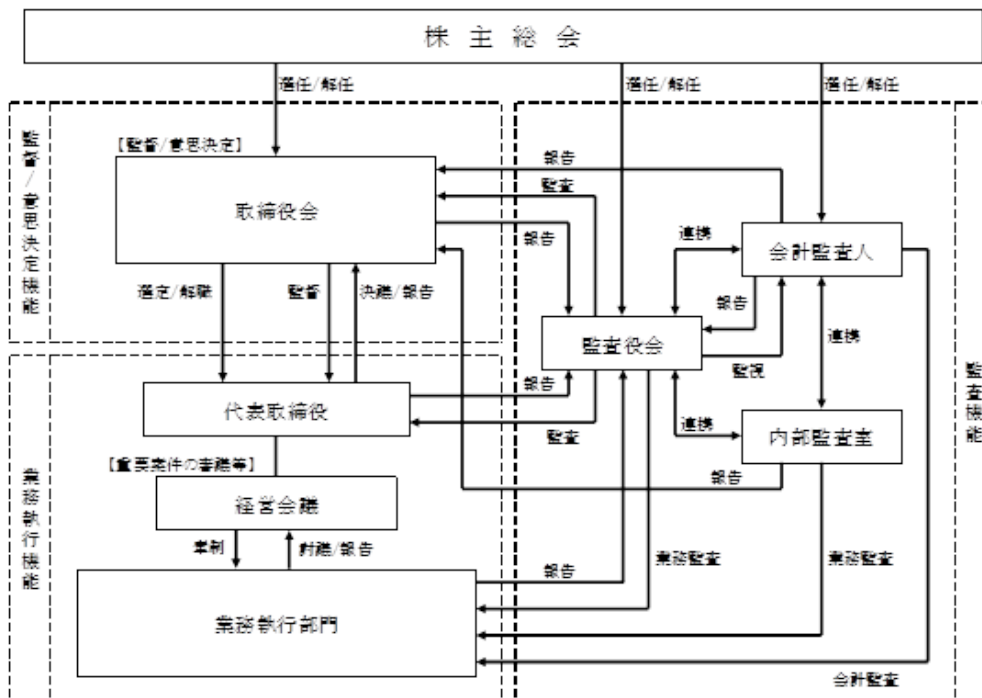 株主総会
選任/解任
選任/解任
選任/解任
監督/意思決定機能
【監督/意思決定】
取締役会
報告
監査
報告
連携
会計監査人
選定/解職
監督
決議/報告
報告
監査役会
監視
連携
監査機能
代表取締役
報告
監査
連携
内部監査室
【重要案件の審議等】
報告
経営会議
業務執行機能
牽制
討議/報告
報告
業務監査
業務監査
業務執行部門
会計監査